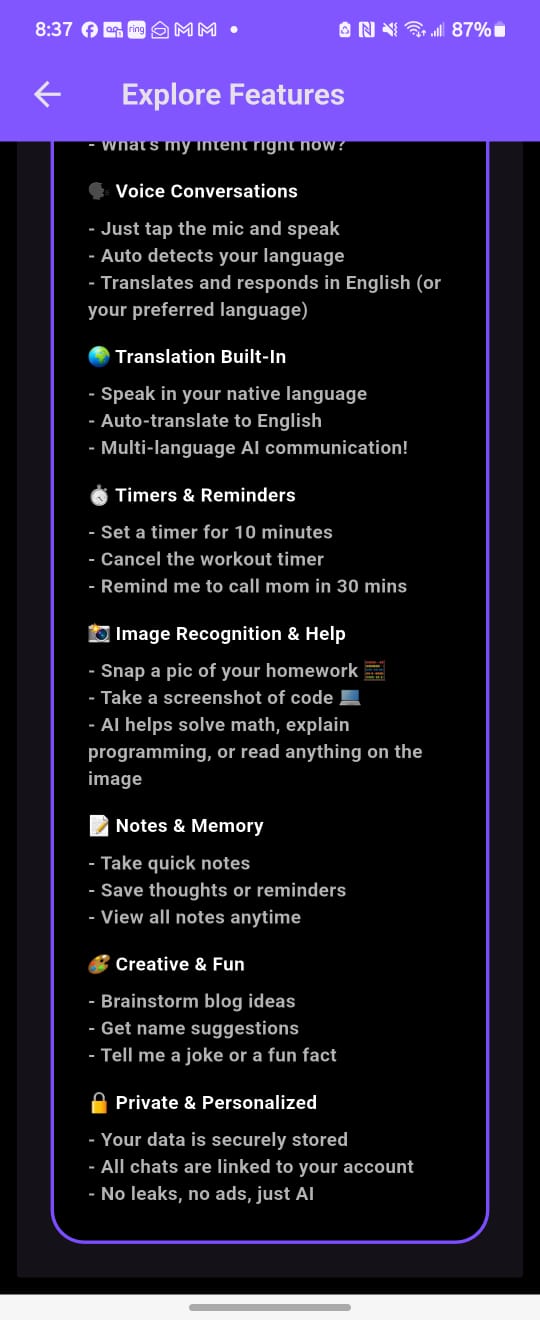 8:37
ring
87%
Explore Features
- What's my intent right now?
🗣 Voice Conversations
- Just tap the mic and speak
- Auto detects your language
- Translates and responds in English (or
your preferred language)
🌍 Translation Built-In
- Speak in your native language
- Auto-translate to English
- Multi-language AI communication!
⏱ Timers & Reminders
- Set a timer for 10 minutes
- Cancel the workout timer
- Remind me to call mom in 30 mins
📸 Image Recognition & Help
- Snap a pic of your homework 🧮
- Take a screenshot of code 💻
- AI helps solve math, explain
programming, or read anything on the
image
📝 Notes & Memory
- Take quick notes
- Save thoughts or reminders
- View all notes anytime
🎨 Creative & Fun
- Brainstorm blog ideas
- Get name suggestions
- Tell me a joke or a fun fact
🔒 Private & Personalized
- Your data is securely stored
- All chats are linked to your account
- No leaks, no ads, just AI